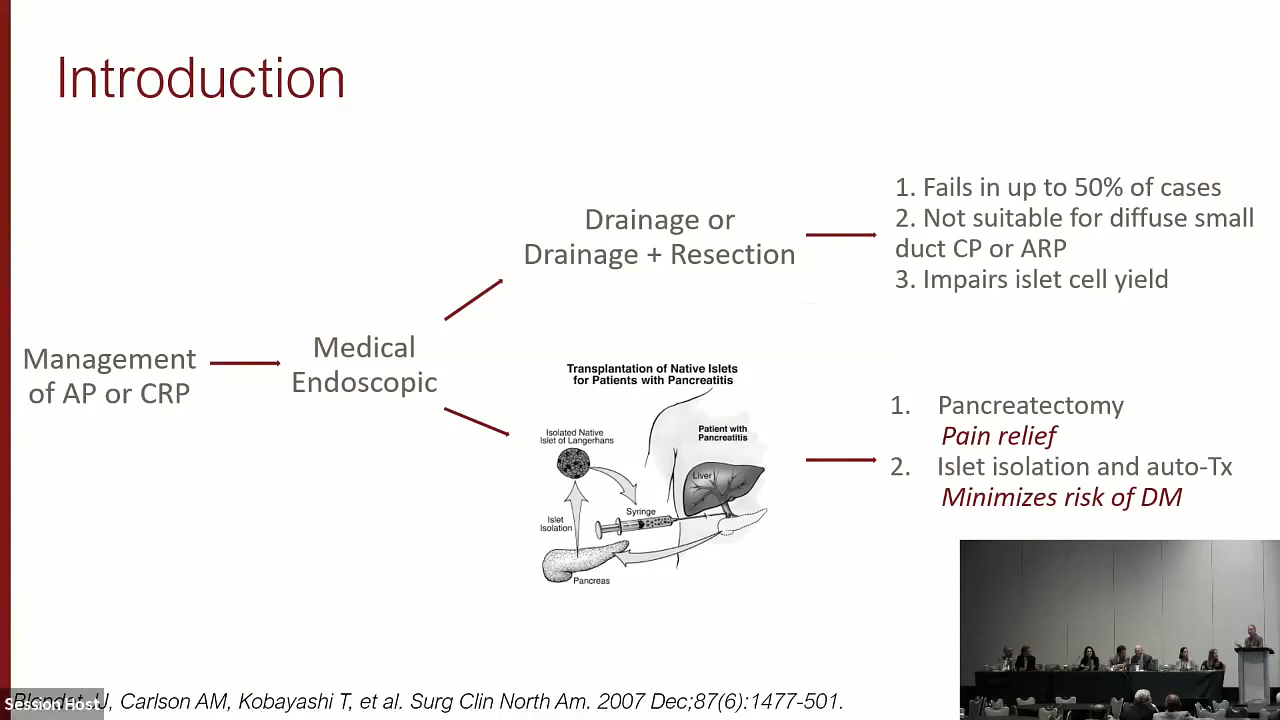 Introduction
Drainage or
Drainage + Resection
1. Fails in up to 50% of cases
2. Not suitable for diffuse small
duct CP or ARP
3. Impairs islet cell yield
Management
of AP or CRP
Medical
Endoscopic
Transplantation of Native Islets
for Patients with Pancreatitis
Isolated Native
Islet of Langerhans
Patient with
Pancreatitis
Liver
Syringe
Islet
Isolation
Pancreas
1. Pancreatectomy
Pain relief
2. Islet isolation and auto-Tx
Minimizes risk of DM
Carlson AM, Kobayashi T, et al. Surg Clin North Am. 2007 Dec;87(6):1477-501.
Session Host